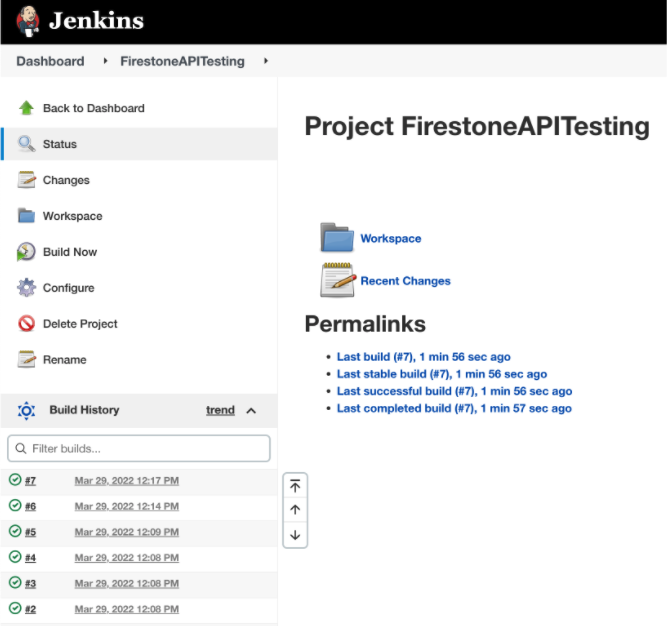 Jenkins
Dashboard FirestoneAPITesting
Back to Dashboard
Status
Changes
Workspace
Build Now
Configure
Delete Project
Rename
Build History trend
Filter builds...
#7 Mar 29, 2022 12:17 PM
#6 Mar 29, 2022 12:14 PM
#5 Mar 29, 2022 12:09 PM
#4 Mar 29, 2022 12:08 PM
#3 Mar 29, 2022 12:08 PM
#2 Mar 29, 2022 12:08 PM
Project FirestoneAPITesting
Workspace
Recent Changes
Permalinks
Last build (#7), 1 min 56 sec ago
Last stable build (#7), 1 min 56 sec ago
Last successful build (#7), 1 min 56 sec ago
Last completed build (#7), 1 min 57 sec ago